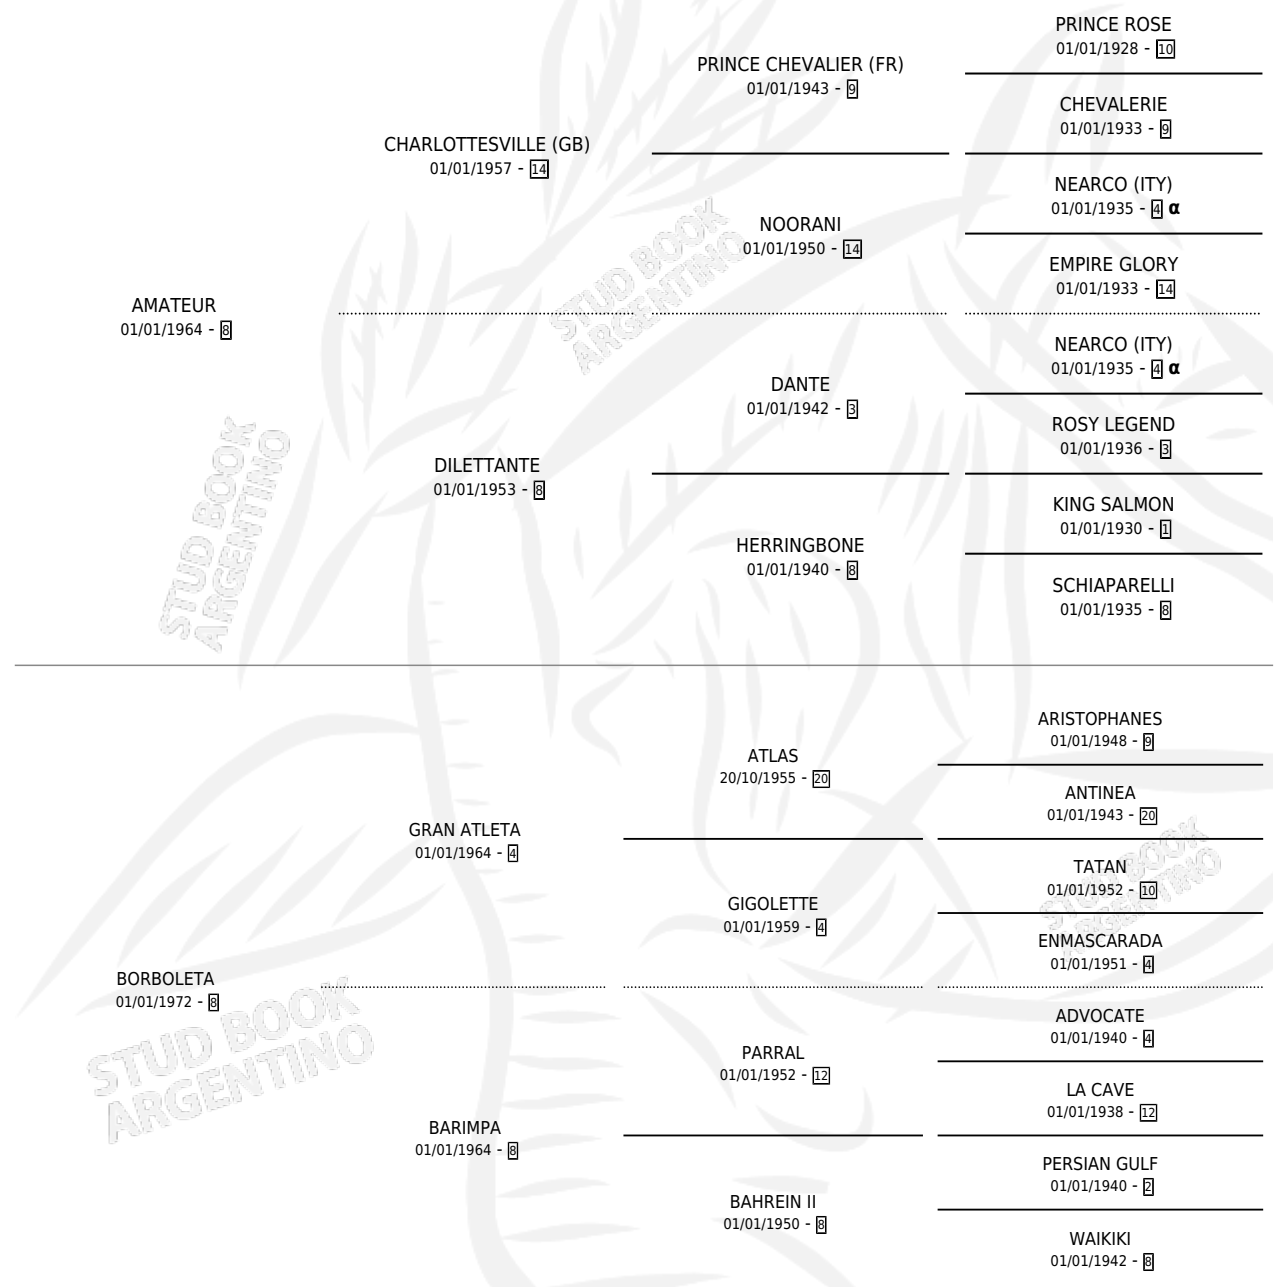 PRINCE ROSE
01/01/1928 - 10
PRINCE CHEVALIER (FR)
01/01/1943 - 9
CHEVALERIE
01/01/1933 - 9
CHARLOTTESVILLE (GB)
01/01/1957 - 14
NEARCO (ITY)
01/01/1935 - 4 α
NOORANI
01/01/1950 - 14
EMPIRE GLORY
01/01/1933 - 14
AMATEUR
01/01/1964 - 8
NEARCO (ITY)
01/01/1935 - 4 α
DANTE
01/01/1942 - 3
ROSY LEGEND
01/01/1936 - 3
DILETTANTE
01/01/1953 - 8
KING SALMON
01/01/1930 - 1
HERRINGBONE
01/01/1940 - 8
SCHIAPARELLI
01/01/1935 - 8
ARISTOPHANES
01/01/1948 - 9
ATLAS
20/10/1955 - 20
ANTINEA
01/01/1943 - 20
GRAN ATLETA
01/01/1964 - 4
TATAN
01/01/1952 - 10
GIGOLETTE
01/01/1959 - 4
ENMASCARADA
01/01/1951 - 4
BORBOLETA
01/01/1972 - 8
ADVOCATE
01/01/1940 - 4
PARRAL
01/01/1952 - 12
LA CAVE
01/01/1938 - 12
BARIMPA
01/01/1964 - 8
PERSIAN GULF
01/01/1940 - 2
BAHREIN II
01/01/1950 - 8
WAIKIKI
01/01/1942 - 8
STUD BOOK
ARGENTINO
STUD BOOK
ARGENTINO
STUD BOOK
ARGENTINO
STUD BOOK
ARGENTINO